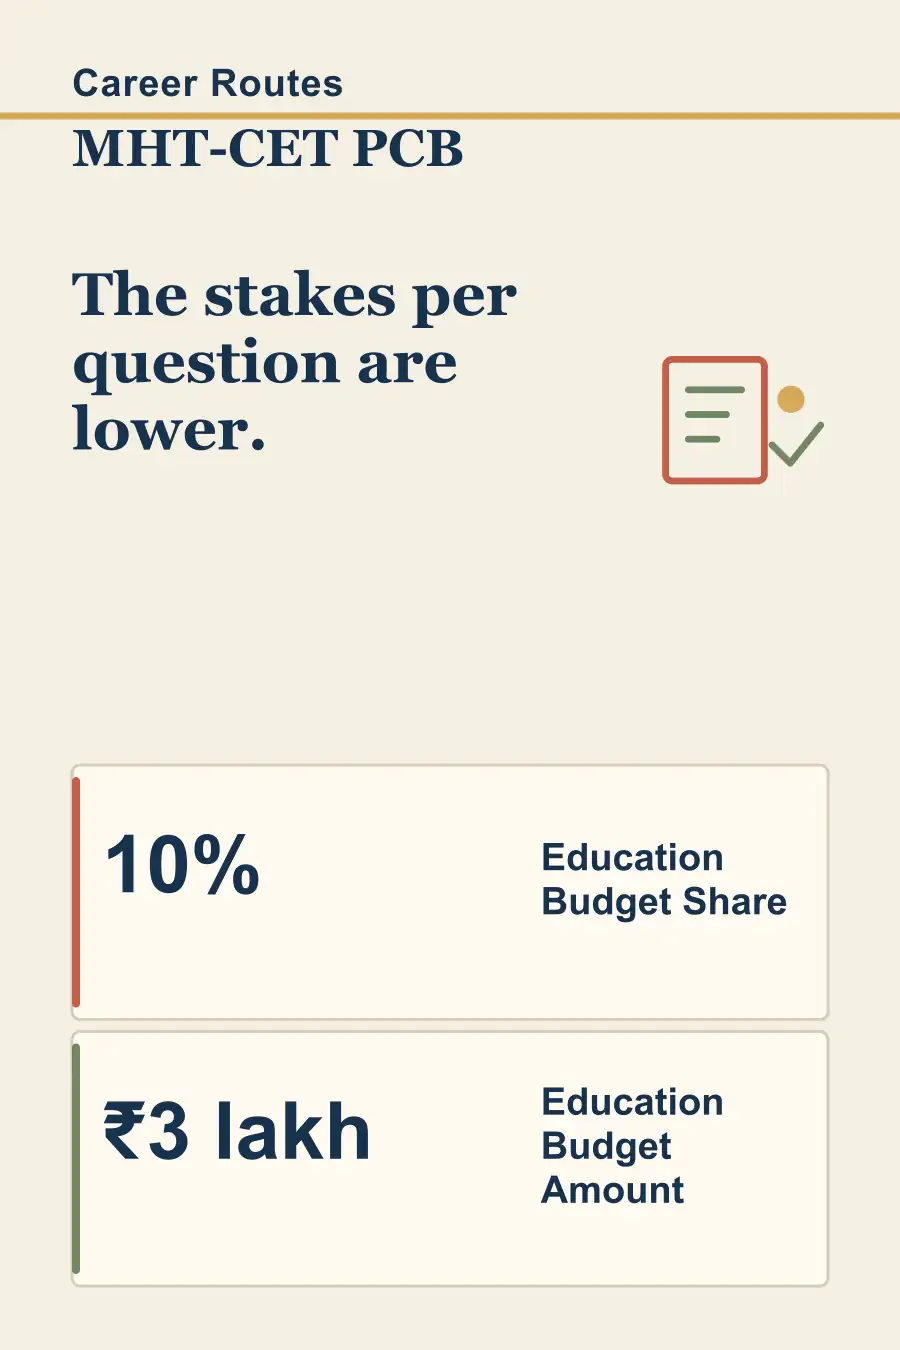 Career Routes
MHT-CET PCB
The stakes per
question are
lower.
10%
Education
Budget Share
₹3 lakh
Education
Budget
Amount